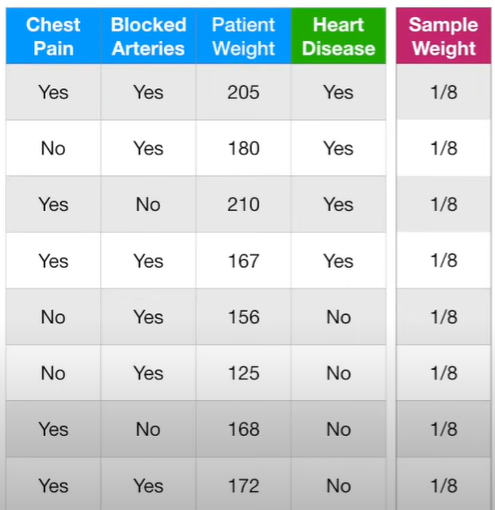 Chest Pain Blocked Arteries Patient Weight Heart Disease Sample Weight
Yes Yes 205 Yes 1/8
No Yes 180 Yes 1/8
Yes No 210 Yes 1/8
Yes Yes 167 Yes 1/8
No Yes 156 No 1/8
No Yes 125 No 1/8
Yes No 168 No 1/8
Yes Yes 172 No 1/8